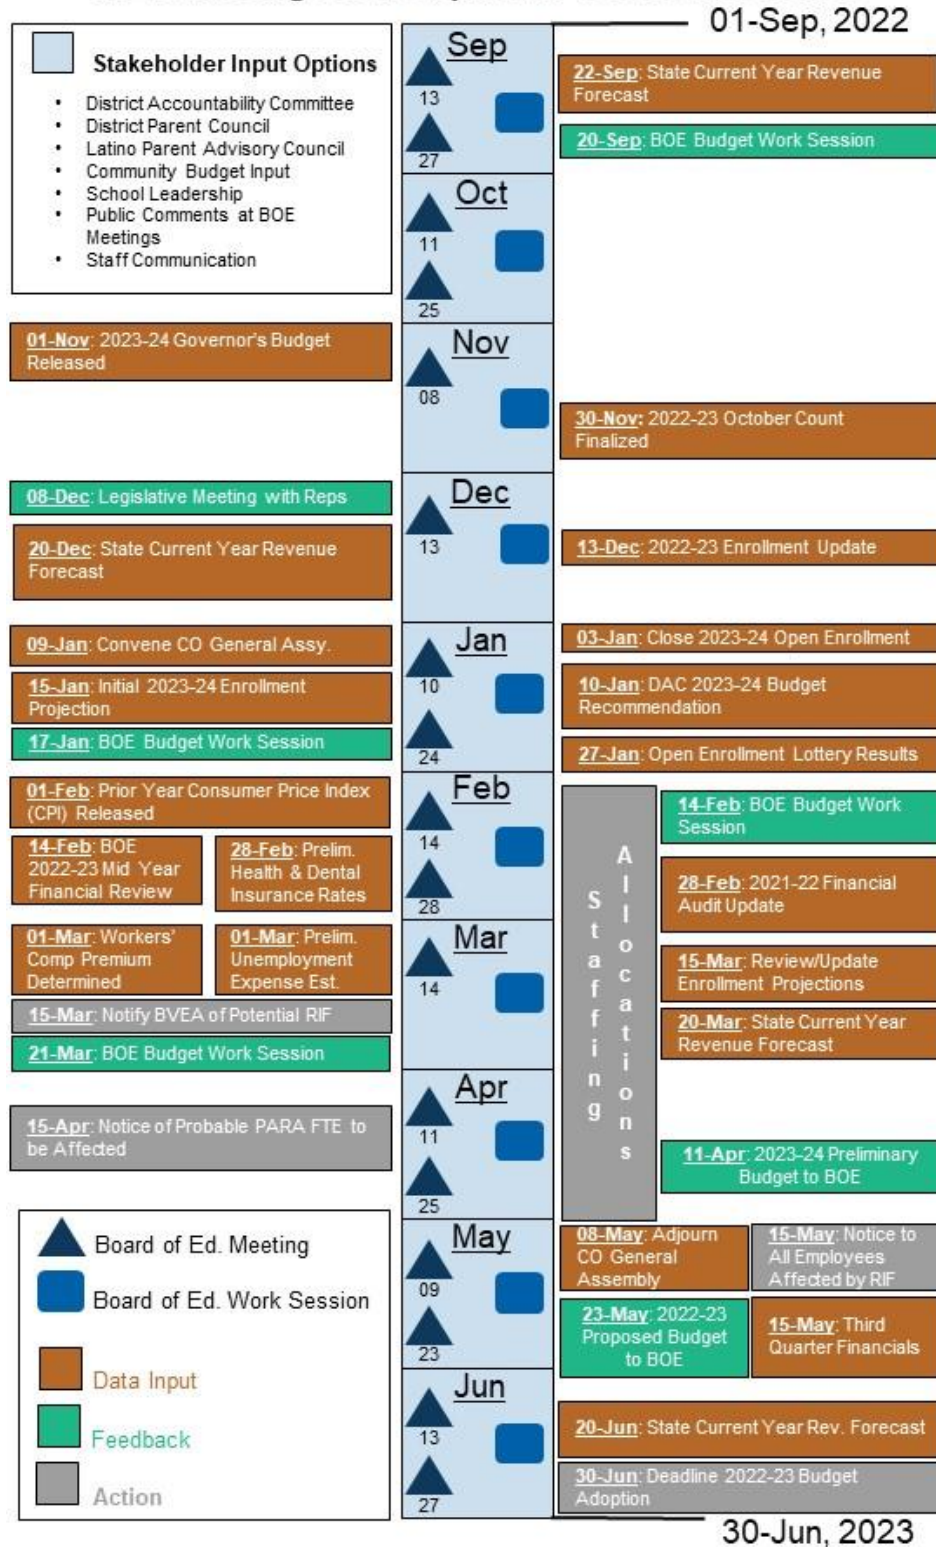 01-Sep, 2022
Stakeholder Input Options
• District Accountability Committee
• District Parent Council
• Latino Parent Advisory Council
• Community Budget Input
• School Leadership
• Public Comments at BOE
Meetings
• Staff Communication
Sep
13
27
22-Sep: State Current Year Revenue
Forecast
20-Sep: BOE Budget Work Session
Oct
11
25
01-Nov: 2023-24 Governor's Budget
Released
Nov
08
30-Nov: 2022-23 October Count
Finalized
08-Dec: Legislative Meeting with Reps
20-Dec: State Current Year Revenue
Forecast
Dec
13
13-Dec: 2022-23 Enrollment Update
09-Jan: Convene CO General Assy.
15-Jan: Initial 2023-24 Enrollment
Projection
17-Jan: BOE Budget Work Session
Jan
10
24
03-Jan: Close 2023-24 Open Enrollment
10-Jan: DAC 2023-24 Budget
Recommendation
27-Jan: Open Enrollment Lottery Results
01-Feb: Prior Year Consumer Price Index
(CPI) Released
14-Feb: BOE
2022-23 Mid Year
Financial Review
28-Feb: Prelim.
Health & Dental
Insurance Rates
Feb
14
28
Staffing
Allocations
14-Feb: BOE Budget Work
Session
28-Feb: 2021-22 Financial
Audit Update
01-Mar: Workers'
Comp Premium
Determined
01-Mar: Prelim.
Unemployment
Expense Est.
15-Mar: Notify BVEA of Potential RIF
21-Mar: BOE Budget Work Session
Mar
14
15-Mar: Review/Update
Enrollment Projections
20-Mar: State Current Year
Revenue Forecast
15-Apr: Notice of Probable PARA FTE to
be Affected
Apr
11
25
11-Apr: 2023-24 Preliminary
Budget to BOE
Board of Ed. Meeting
Board of Ed. Work Session
Data Input
Feedback
Action
May
09
23
08-May: Adjourn
CO General
Assembly
15-May: Notice to
All Employees
Affected by RIF
23-May: 2022-23
Proposed Budget
to BOE
15-May: Third
Quarter Financials
Jun
13
27
20-Jun: State Current Year Rev. Forecast
30-Jun: Deadline 2022-23 Budget
Adoption
30-Jun, 2023